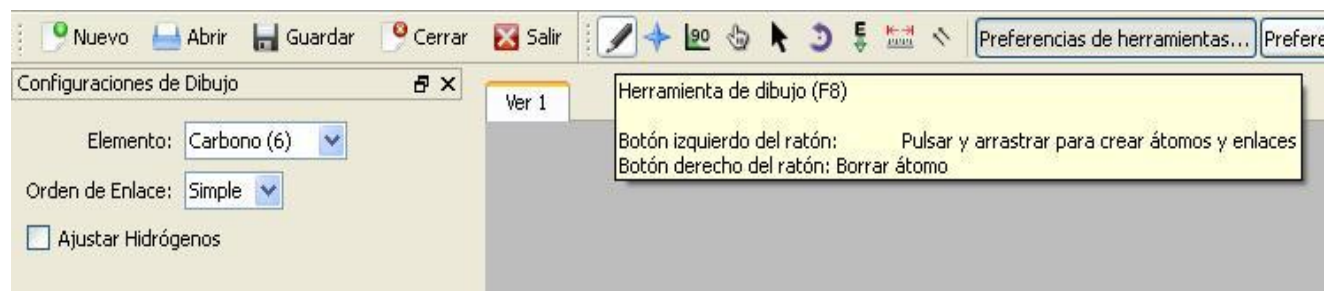 Nuevo Abrir Guardar Cerrar Salir 90 E Preferencias de herramientas... Prefere
Configuraciones de Dibujo
Ver 1
Elemento: Carbono (6)
Orden de Enlace: Simple
Ajustar Hidrógenos
Herramienta de dibujo (F8)
Botón izquierdo del ratón: Pulsar y arrastrar para crear átomos y enlaces
Botón derecho del ratón: Borrar átomo